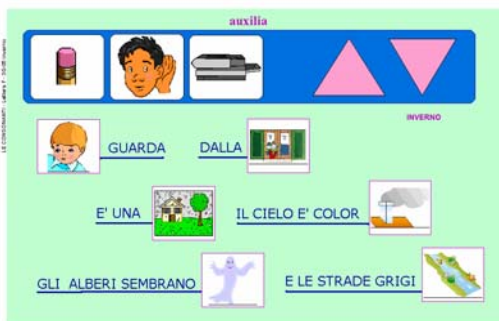 auxilia
INVERNO
GUARDA DALLA
E' UNA IL CIELO E' COLOR
GLI ALBERI SEMBRANO E LE STRADE GRIGI